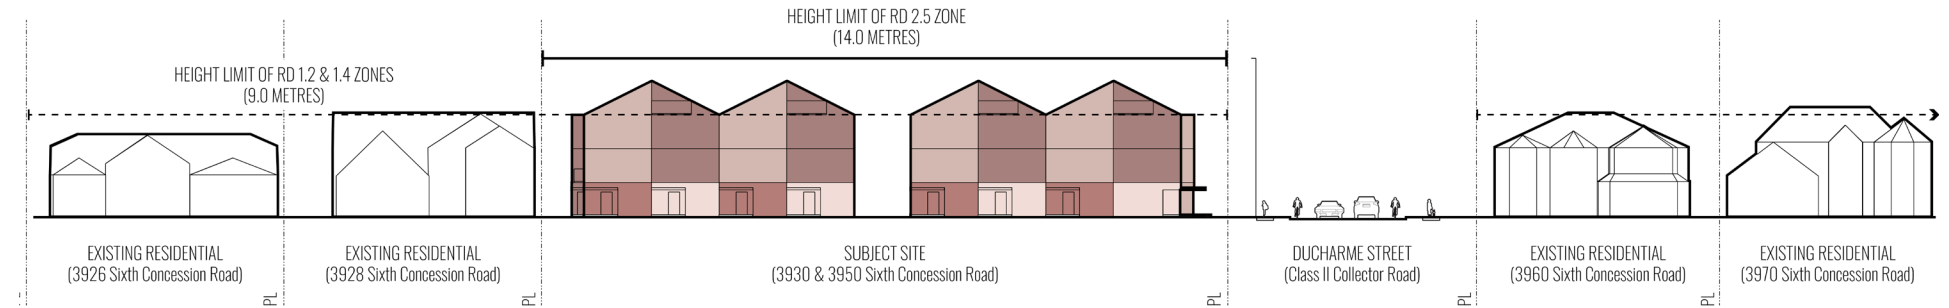 HEIGHT LIMIT OF RD 2.5 ZONE
(14.0 METRES)
HEIGHT LIMIT OF RD 1.2 & 1.4 ZONES
(9.0 METRES)
EXISTING RESIDENTIAL
(3926 Sixth Concession Road)
EXISTING RESIDENTIAL
(3928 Sixth Concession Road)
SUBJECT SITE
(3930 & 3950 Sixth Concession Road)
DUCHARME STREET
(Class II Collector Road)
EXISTING RESIDENTIAL
(3960 Sixth Concession Road)
EXISTING RESIDENTIAL
(3970 Sixth Concession Road)
PL
PL
PL
PL
PL